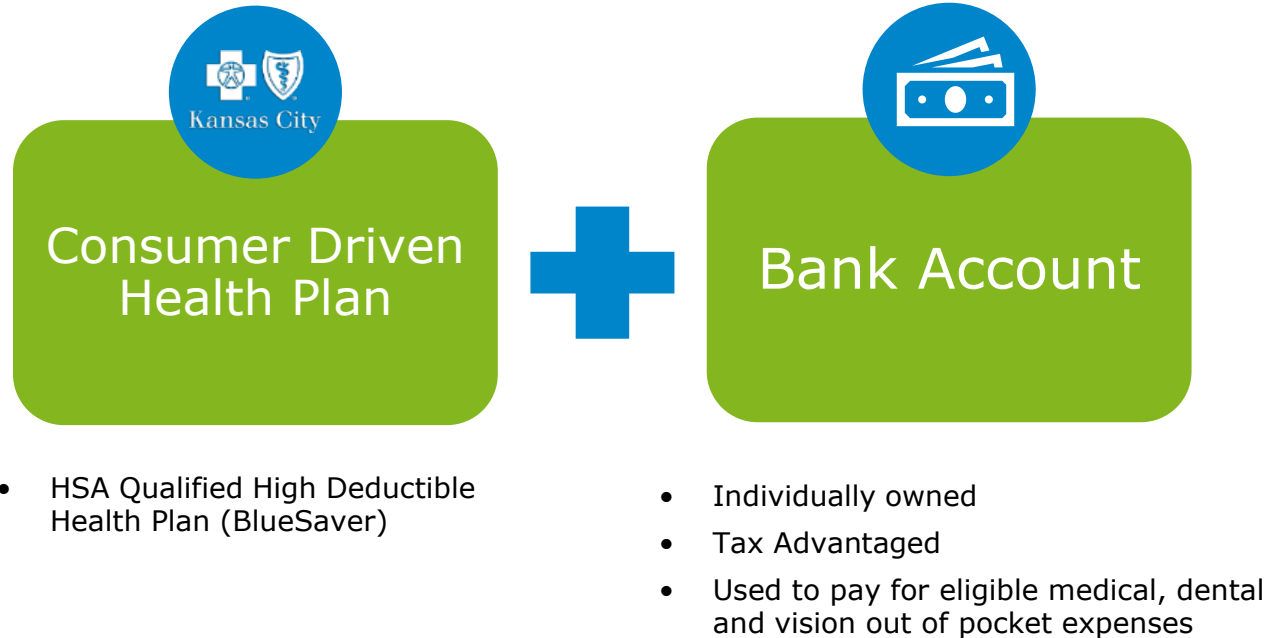 Kansas City
Consumer Driven
Health Plan
Bank Account
• HSA Qualified High Deductible
Health Plan (BlueSaver)
• Individually owned
• Tax Advantaged
• Used to pay for eligible medical, dental
and vision out of pocket expenses